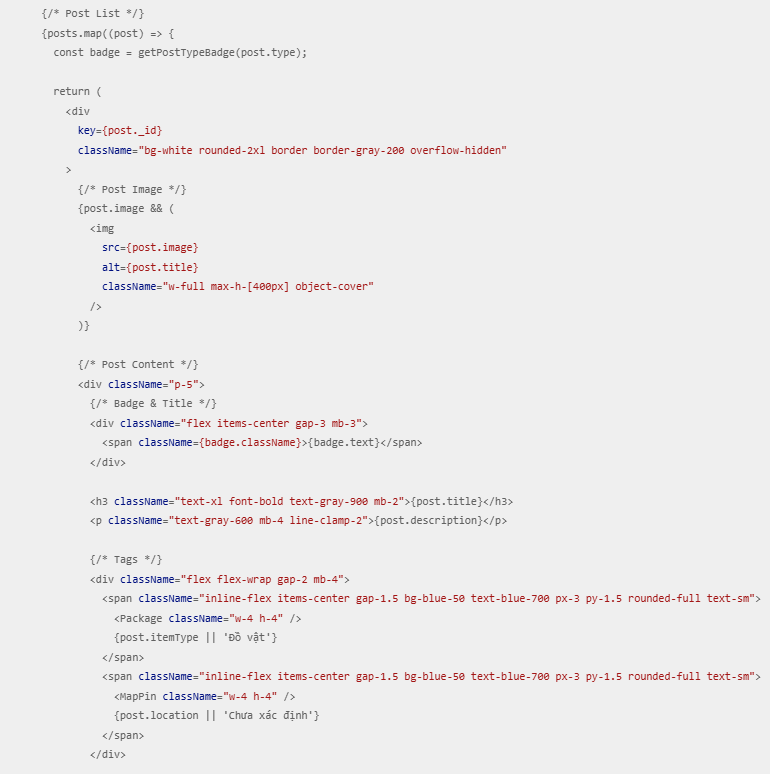 {/* Post List */}
{posts.map((post) => {
const badge = getPostTypeBadge(post.type);
return (
<div
key={post._id}
className="bg-white rounded-2xl border border-gray-200 overflow-hidden"
>
{/* Post Image */}
{post.image && (
<img
src={post.image}
alt={post.title}
className="w-full max-h-[400px] object-cover"
/>
)}
{/* Post Content */}
<div className="p-5">
{/* Badge & Title */}
<div className="flex items-center gap-3 mb-3">
<span className={badge.className}>{badge.text}</span>
</div>
<h3 className="text-xl font-bold text-gray-900 mb-2">{post.title}</h3>
<p className="text-gray-600 mb-4 line-clamp-2">{post.description}</p>
{/* Tags */}
<div className="flex flex-wrap gap-2 mb-4">
<span className="inline-flex items-center gap-1.5 bg-blue-50 text-blue-700 px-3 py-1.5 rounded-full text-sm">
<Package className="w-4 h-4" />
{post.itemType || 'Đồ vật'}
</span>
<span className="inline-flex items-center gap-1.5 bg-blue-50 text-blue-700 px-3 py-1.5 rounded-full text-sm">
<MapPin className="w-4 h-4" />
{post.location || 'Chưa xác định'}
</span>
</div>